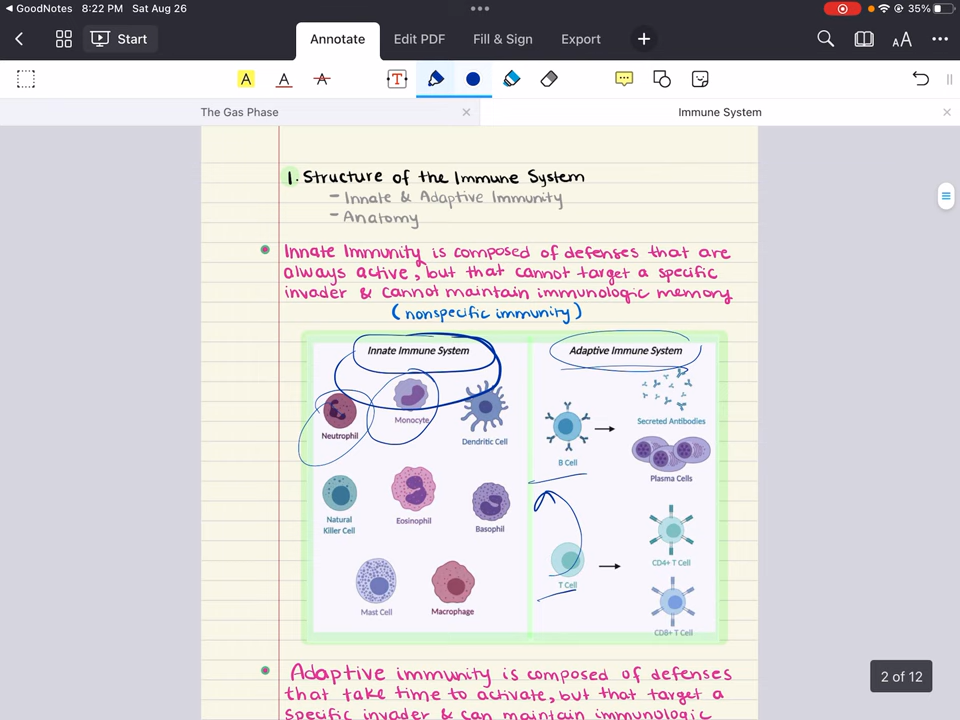 GoodNotes 8:22 PM Sat Aug 26 35%
Start Annotate Edit PDF Fill & Sign Export
The Gas Phase Immune System
1. Structure of the Immune System
- Innate & Adaptive Immunity
- Anatomy
Innate Immunity is composed of defenses that are
always active, but that cannot target a specific
invader & cannot maintain immunologic memory
(nonspecific immunity)
Innate Immune System
Neutrophil
Monocyte
Dendritic Cell
Natural
Killer Cell
Eosinophil
Basophil
Mast Cell
Macrophage
Adaptive Immune System
B Cell
Secreted Antibodies
Plasma Cells
T Cell
CD4+ T Cell
CD8+ T Cell
2 of 12
Adaptive immunity is composed of defenses
that take time to activate, but that target a
specific invader & can maintain immunologic